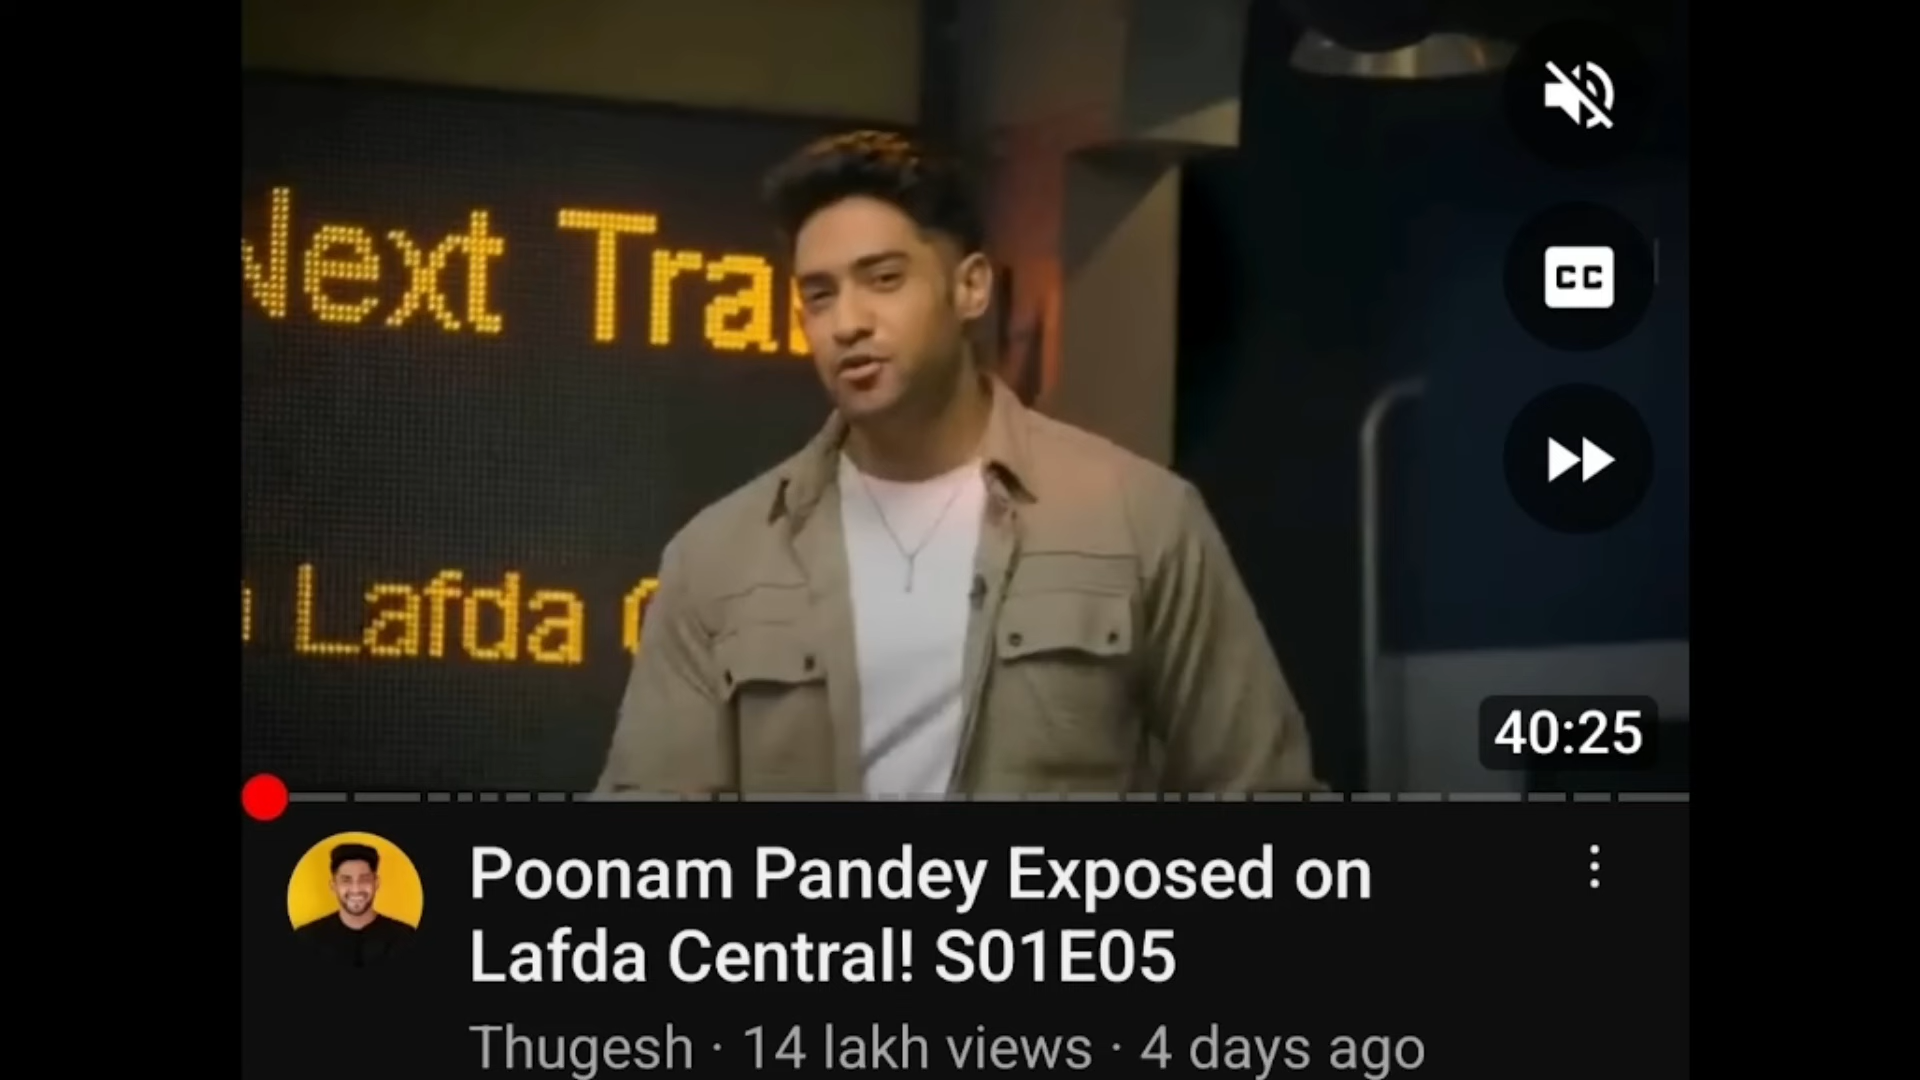 Next Tra
Lafda
CC
40:25
Poonam Pandey Exposed on
Lafda Central! S01E05
Thugesh · 14 lakh views · 4 days ago